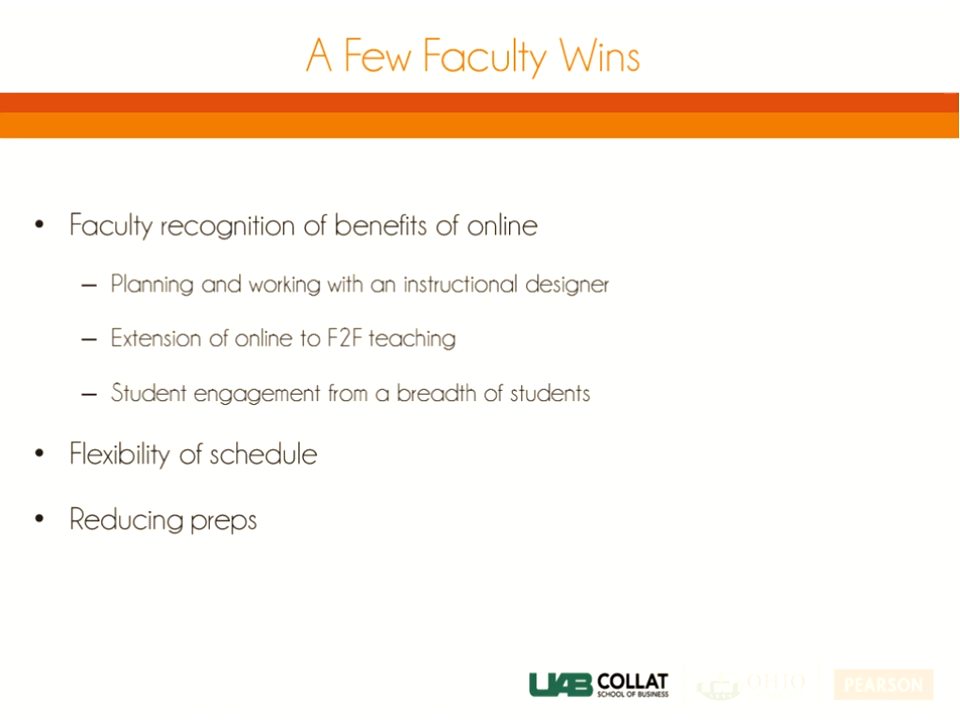 A Few Faculty Wins
• Faculty recognition of benefits of online
– Planning and working with an instructional designer
– Extension of online to F2F teaching
– Student engagement from a breadth of students
• Flexibility of schedule
• Reducing preps
UAB COLLAT
SCHOOL OF BUSINESS
OHIO
PEARSON